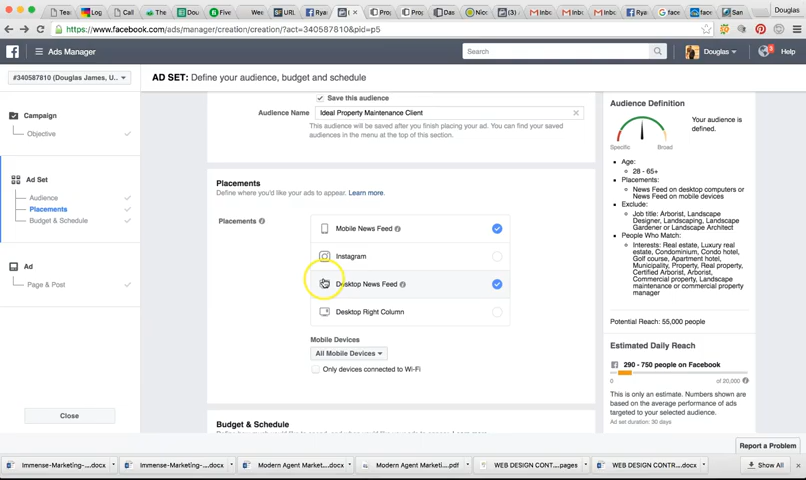 Tes
Log
Call
The
Dou
Five
Wee
SURL
Rya
(
Prop
Prop
Das
Nico
(3)
Inbo
Inbo
Inbo
Rya
face
face
San
Douglas
https://www.facebook.com/ads/manager/creation/creation/?act=340587810&pid=p5
Ads Manager
Search
Douglas
Help
#340587810 (Douglas James, U...
AD SET: Define your audience, budget and schedule
Campaign
Objective
Ad Set
Audience
Placements
Budget & Schedule
Ad
Page & Post
Close
Save this audience
Audience Name
Ideal Property Maintenance Client
This audience will be saved after you finish placing your ad. You can find your saved
audiences in the menu at the top of this section.
Placements
Define where you'd like your ads to appear. Learn more.
Placements
Mobile News Feed
Instagram
Desktop News Feed
Desktop Right Column
Mobile Devices
All Mobile Devices
Only devices connected to Wi-Fi
Budget & Schedule
Audience Definition
Your audience is
defined.
Specific
Broad
Age:
28 - 65+
Placements:
News Feed on desktop computers or
News Feed on mobile devices
Exclude:
Job title: Arborist, Landscape
Designer, Landscaping, Landscape
Gardener or Landscape Architect
People Who Match:
Interests: Real estate, Luxury real
estate, Condominium, Condo hotel,
Golf course, Apartment hotel,
Municipality, Property, Real property,
Certified Arborist, Arborist,
Commercial property, Landscape
maintenance or commercial property
manager
Potential Reach: 55,000 people
Estimated Daily Reach
290 - 750 people on Facebook
0
of 20,000
This is only an estimate. Numbers shown are
based on the average performance of ads
targeted to your selected audience.
Ad set duration: 30 days
Report a Problem
Immense-Marketing-....docx
Immense-Marketing-....docx
Modern Agent Market....docx
Modern Agent Marketi....pdf
WEB DESIGN CONT....pages
WEB DESIGN CONTR....docx
Show All